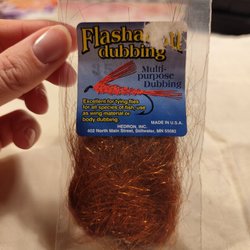 Flasha
dubbing
Multi-
purpose
Dubbing
Excellent for tying flies
for all species of fish, use
as wing material or
body dubbing.
MADE IN U.S.A.
HEDRON, INC.
402 North Main Street, Stillwater, MN 55082